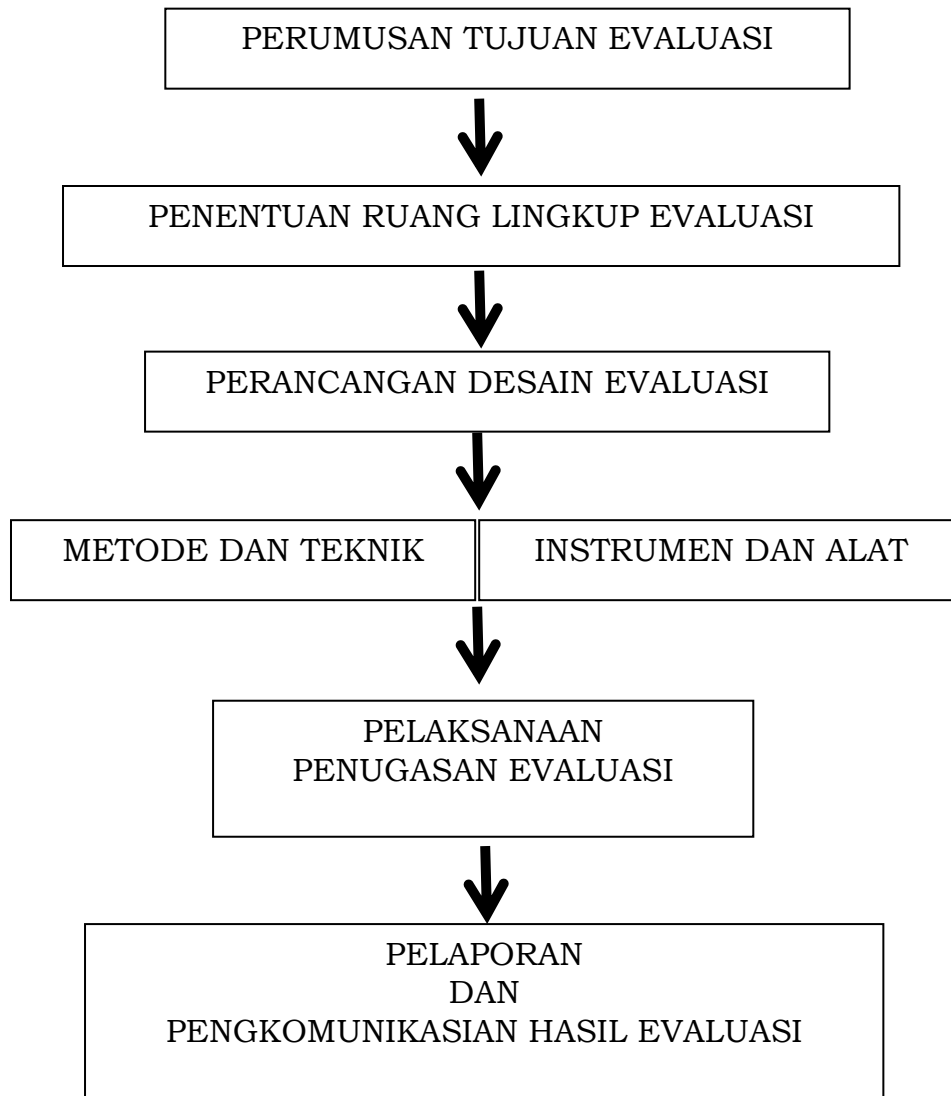 PERUMUSAN TUJUAN EVALUASI
PENENTUAN RUANG LINGKUP EVALUASI
PERANCANGAN DESAIN EVALUASI
METODE DAN TEKNIK
INSTRUMEN DAN ALAT
PELAKSANAAN
PENUGASAN EVALUASI
PELAPORAN
DAN
PENGKOMUNIKASIAN HASIL EVALUASI